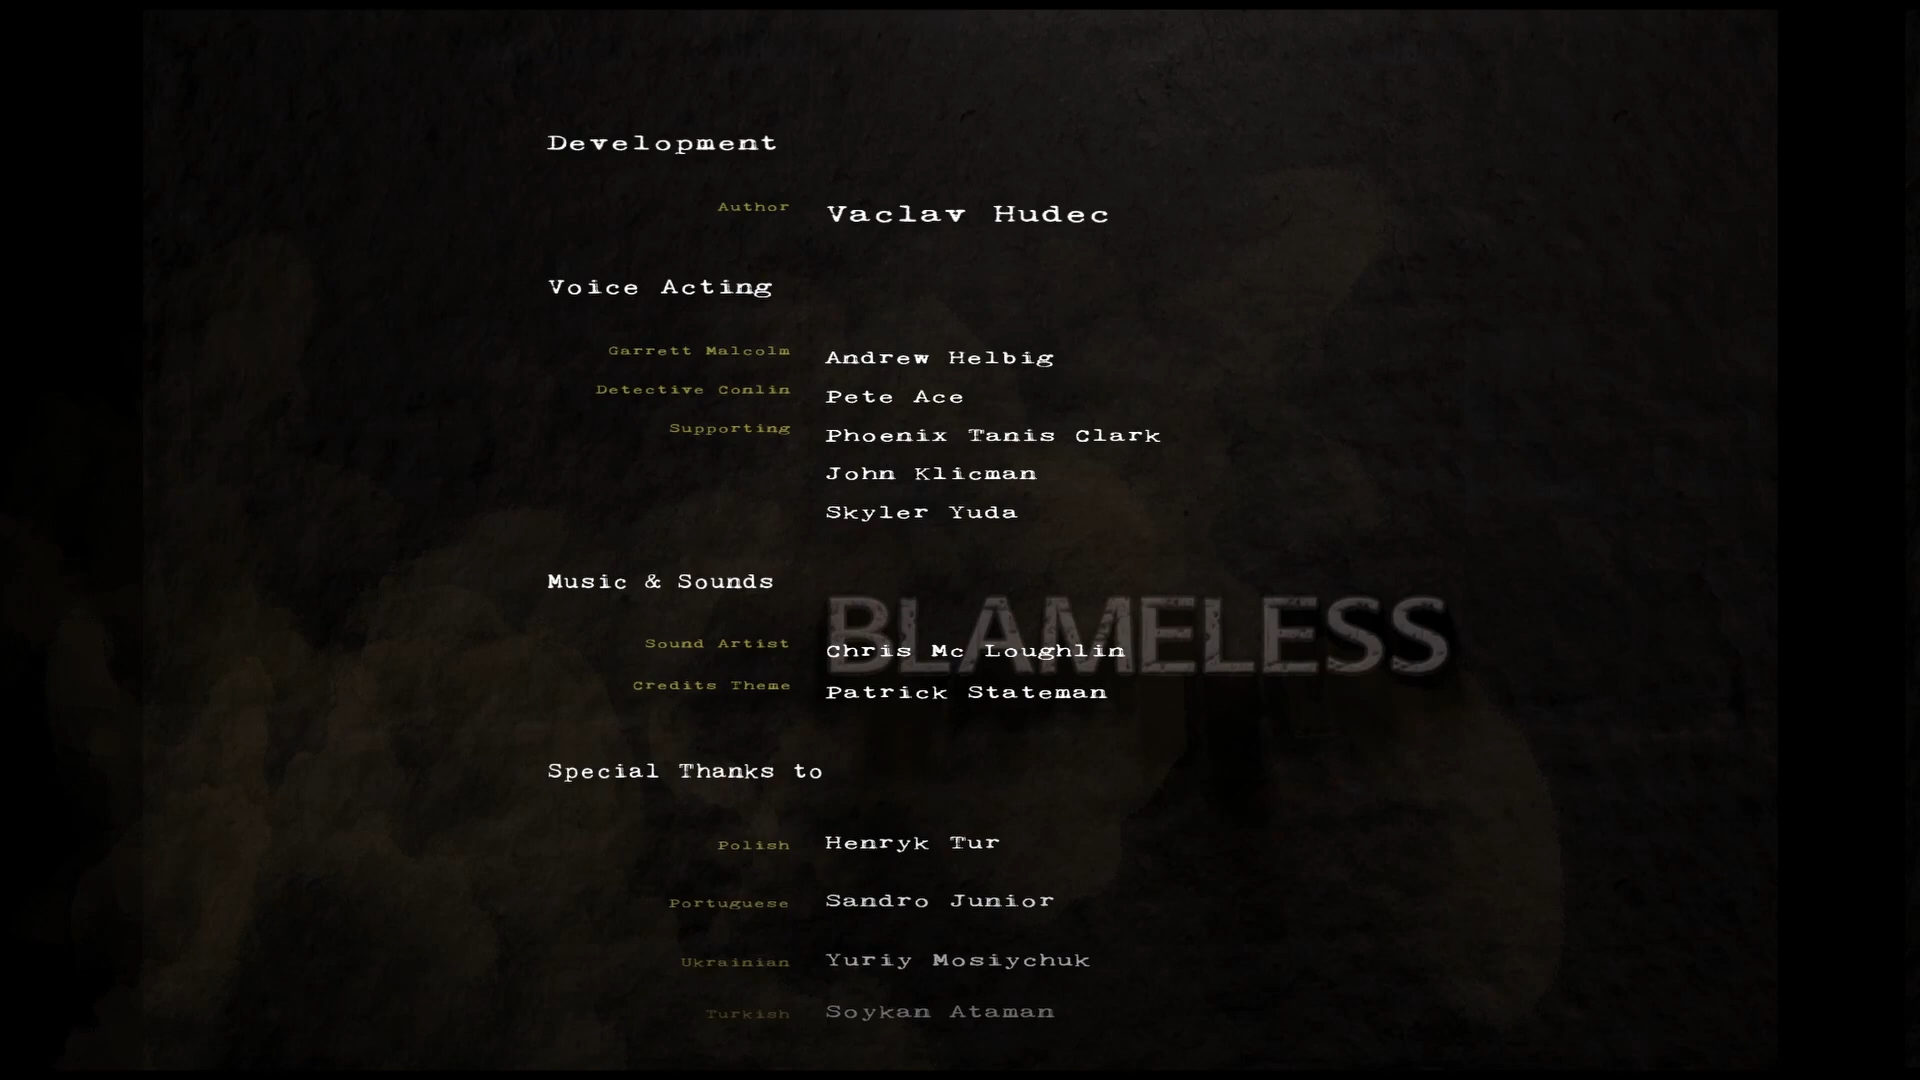 Development
Author Vaclav Hudec
Voice Acting
Garrett Malcolm Andrew Helbig
Detective Conlin Pete Ace
Supporting Phoenix Tanis Clark
John Klicman
Skyler Yuda
Music & Sounds
BLAMELESS
Sound Artist Chris Mc Loughlin
Credits Theme Patrick Stateman
Special Thanks to
Polish Henryk Tur
Portuguese Sandro Junior
Ukrainian Yuriy Mosiychuk
Turkish Soykan Ataman